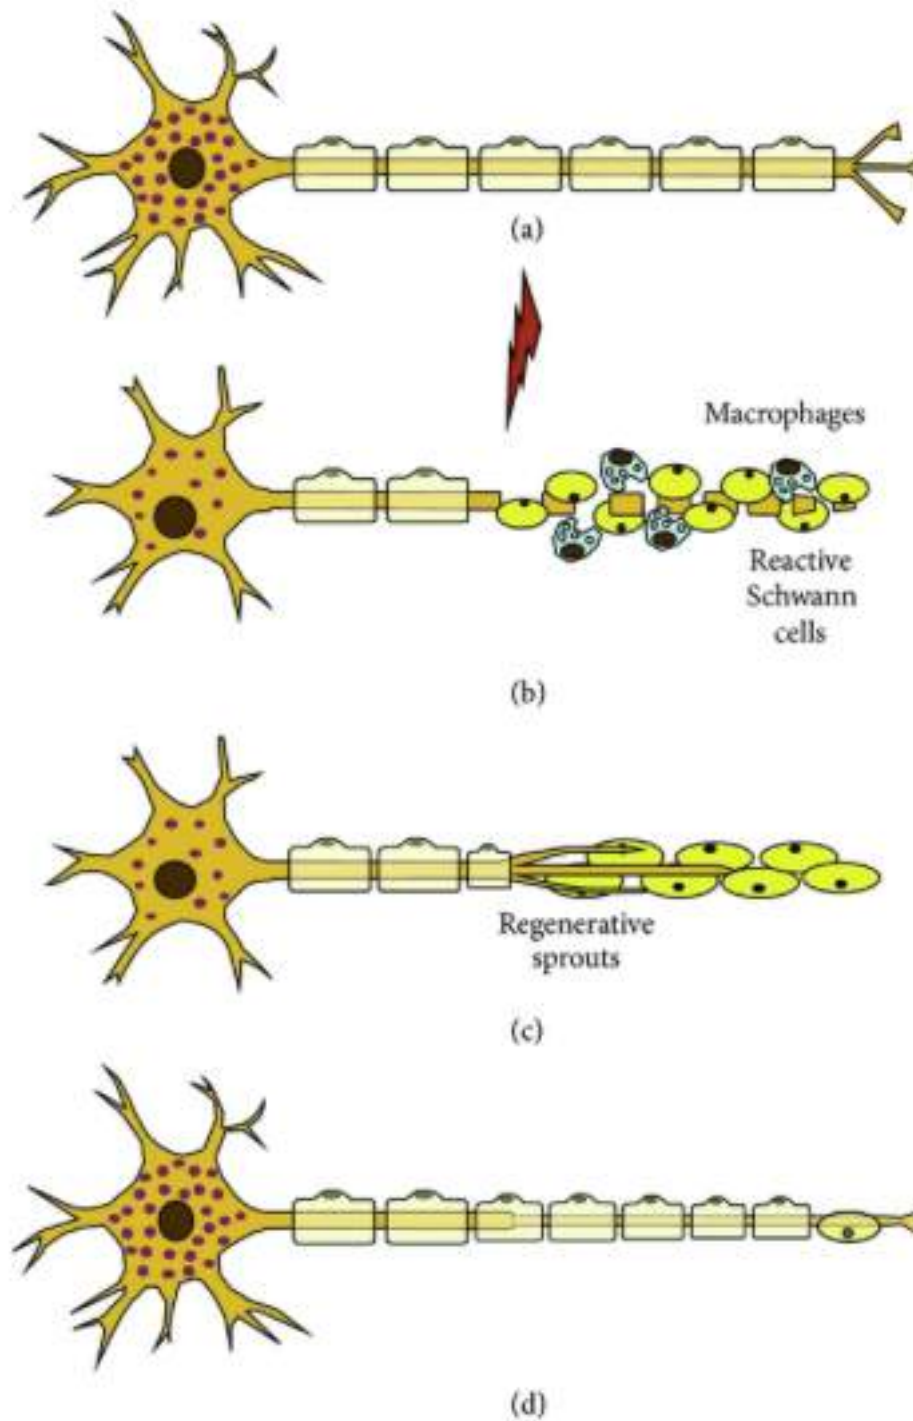 (a)
Macrophages
Reactive
Schwann
cells
(b)
Regenerative
sprouts
(c)
(d)